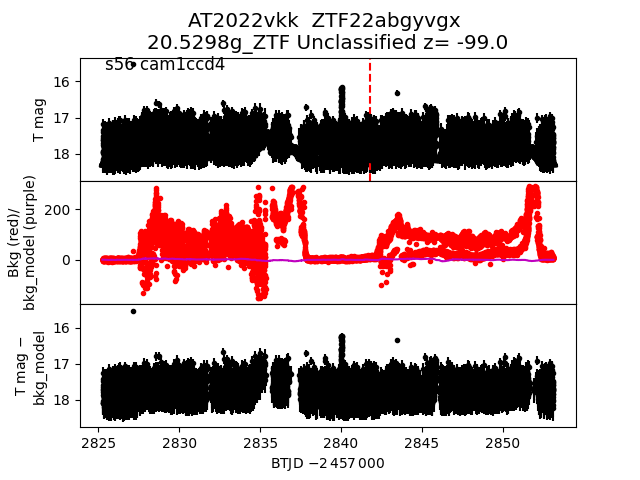 AT2022vkk  ZTF22abgyvgx
20.5298g_ZTF Unclassified z= -99.0
s56 cam1ccd4
T mag
16
17
18
Bkg (red)/
bkg_model (purple)
200
0
T mag −
bkg_model
16
17
18
2825 2830 2835 2840 2845 2850
BTJD −2 457 000